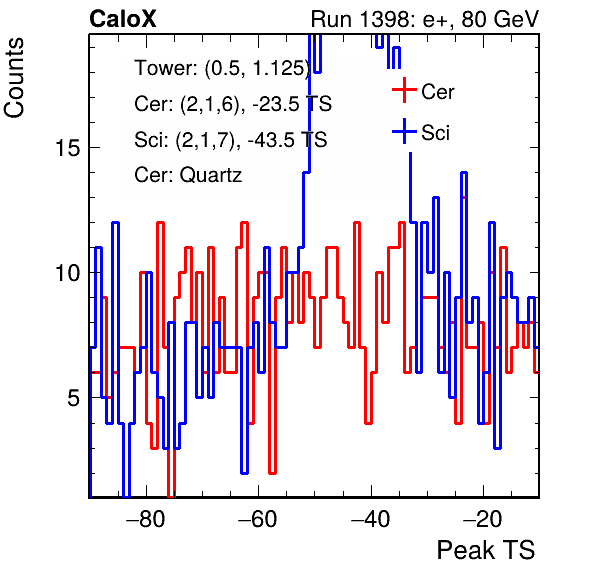 CaloX Run 1398: e+, 80 GeV
Counts
Tower: (0.5, 1.125)
Cer: (2,1,6), -23.5 TS
Sci: (2,1,7), -43.5 TS
Cer: Quartz
Cer
Sci
15
10
5
−80 −60 −40 −20
Peak TS